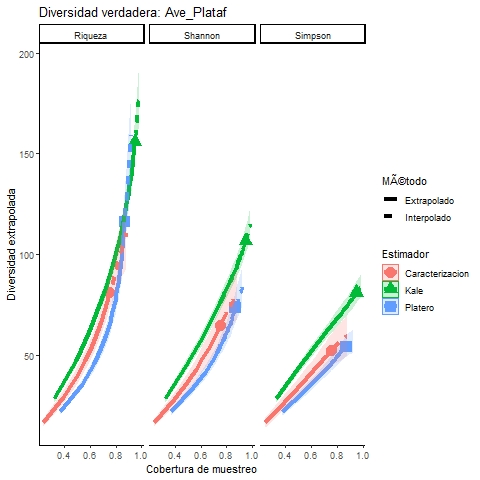 Diversidad verdadera: Ave_Plataf
Riqueza
Shannon
Simpson
200
150
100
50
Diversidad extrapolada
0.4 0.6 0.8 1.0
0.4 0.6 0.8 1.0
0.4 0.6 0.8 1.0
Cobertura de muestreo
MÃ©todo
Extrapolado
Interpolado
Estimador
Caracterizacion
Kale
Platero